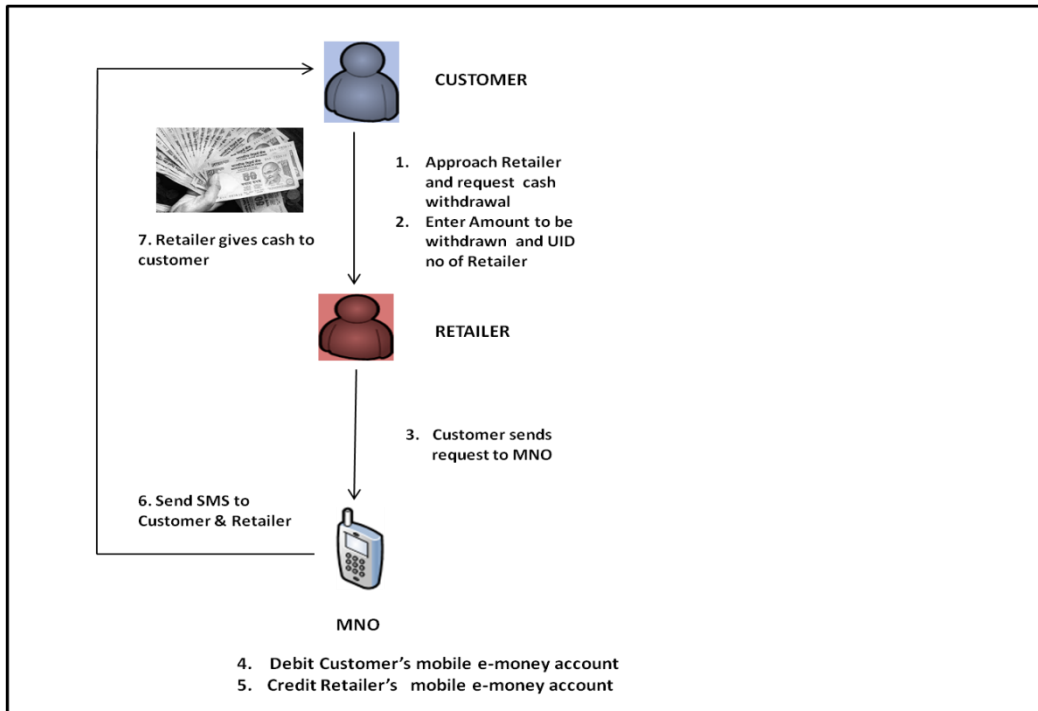 CUSTOMER
1. Approach Retailer
and request cash
withdrawal
2. Enter Amount to be
withdrawn and UID
no of Retailer
7. Retailer gives cash to
customer
RETAILER
3. Customer sends
request to MNO
6. Send SMS to
Customer & Retailer
MNO
4. Debit Customer's mobile e-money account
5. Credit Retailer's mobile e-money account